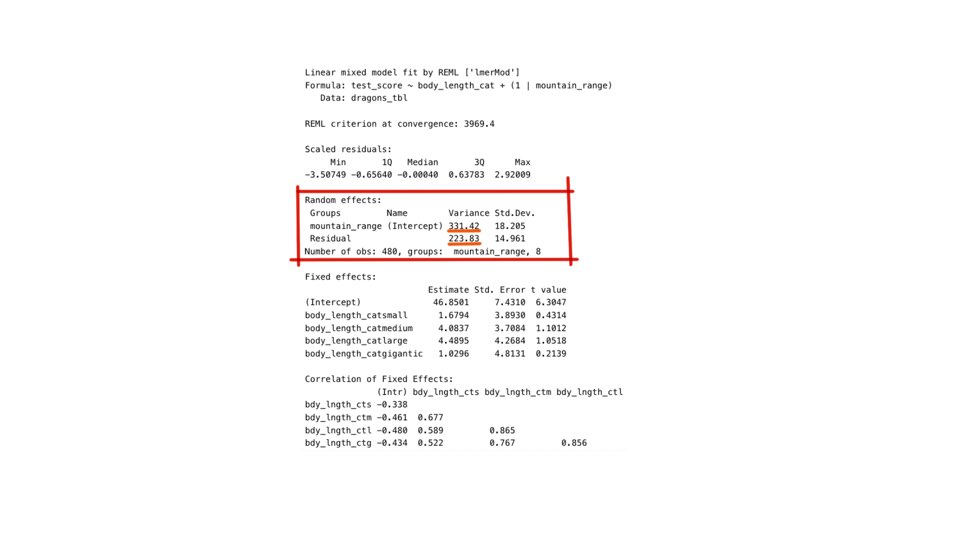 Linear mixed model fit by REML ['lmerMod']
Formula: test_score ~ body_length_cat + (1 | mountain_range)
Data: dragons_tbl
REML criterion at convergence: 3969.4
Scaled residuals:
Min 1Q Median 3Q Max
-3.50749 -0.65640 -0.00040 0.63783 2.92009
Random effects:
Groups Name Variance Std.Dev.
mountain_range (Intercept) 331.42 18.205
Residual 223.83 14.961
Number of obs: 480, groups: mountain_range, 8
Fixed effects:
Estimate Std. Error t value
(Intercept) 46.8501 7.4310 6.3047
body_length_catsmall 1.6794 3.8930 0.4314
body_length_catmedium 4.0837 3.7084 1.1012
body_length_catlarge 4.4895 4.2684 1.0518
body_length_catgigantic 1.0296 4.8131 0.2139
Correlation of Fixed Effects:
(Intr) bdy_lngth_cts bdy_lngth_ctm bdy_lngth_ctl
bdy_lngth_cts -0.338
bdy_lngth_ctm -0.461 0.677
bdy_lngth_ctl -0.480 0.589 0.865
bdy_lngth_ctg -0.434 0.522 0.767 0.856